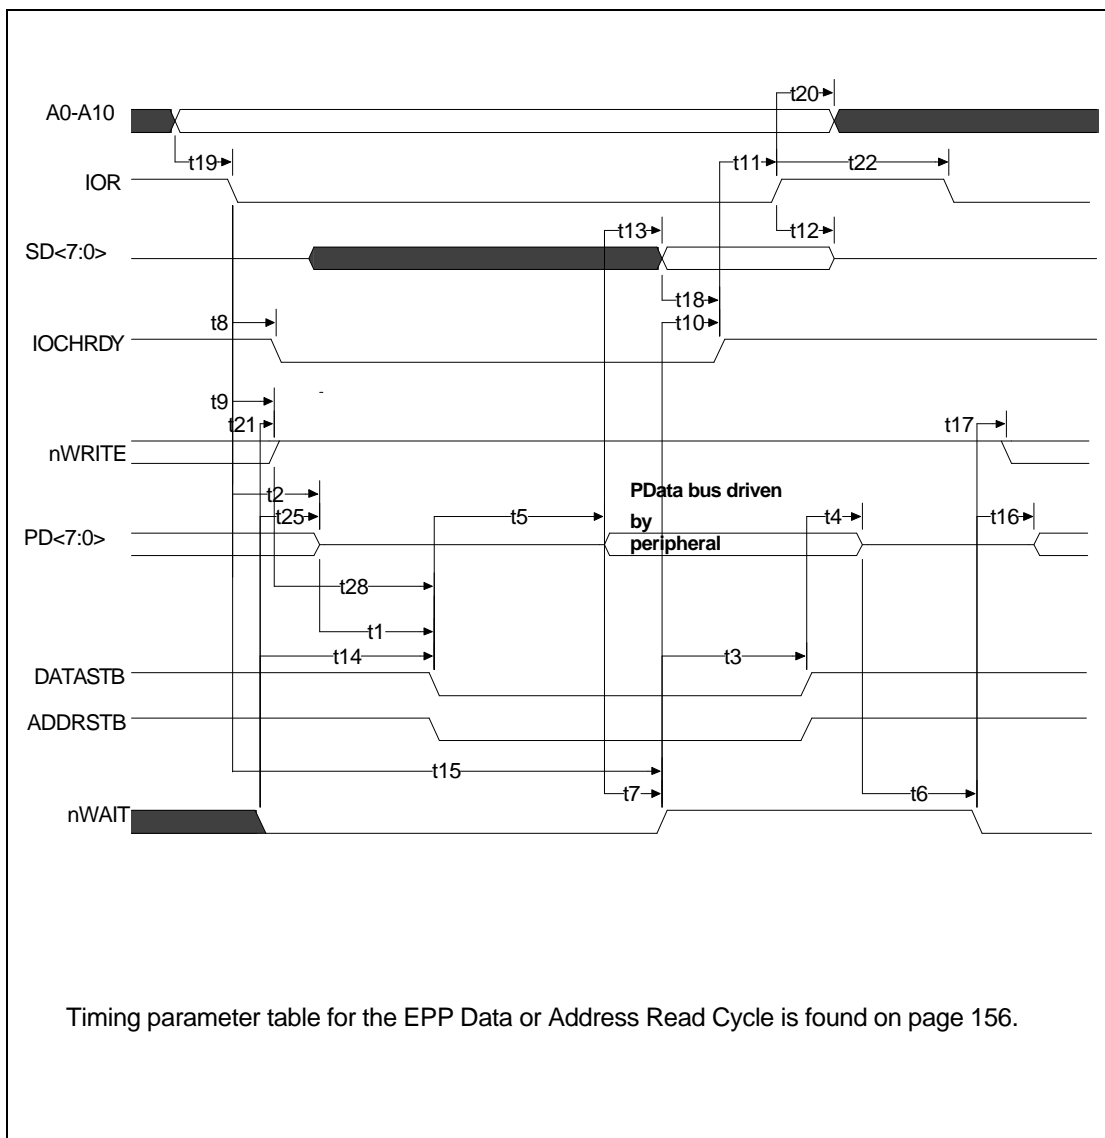 t20
A0-A10
t19
t11
t22
IOR
t13
t12
SD<7:0>
t18
t8
t10
IOCHRDY
t9
t21
t17
nWRITE
t2
PData bus driven
t25
t5
t4
t16
by
PD<7:0>
peripheral
t28
t1
t14
t3
DATASTB
ADDRSTB
t15
t7
t6
nWAIT
Timing parameter table for the EPP Data or Address Read Cycle is found on page 156.